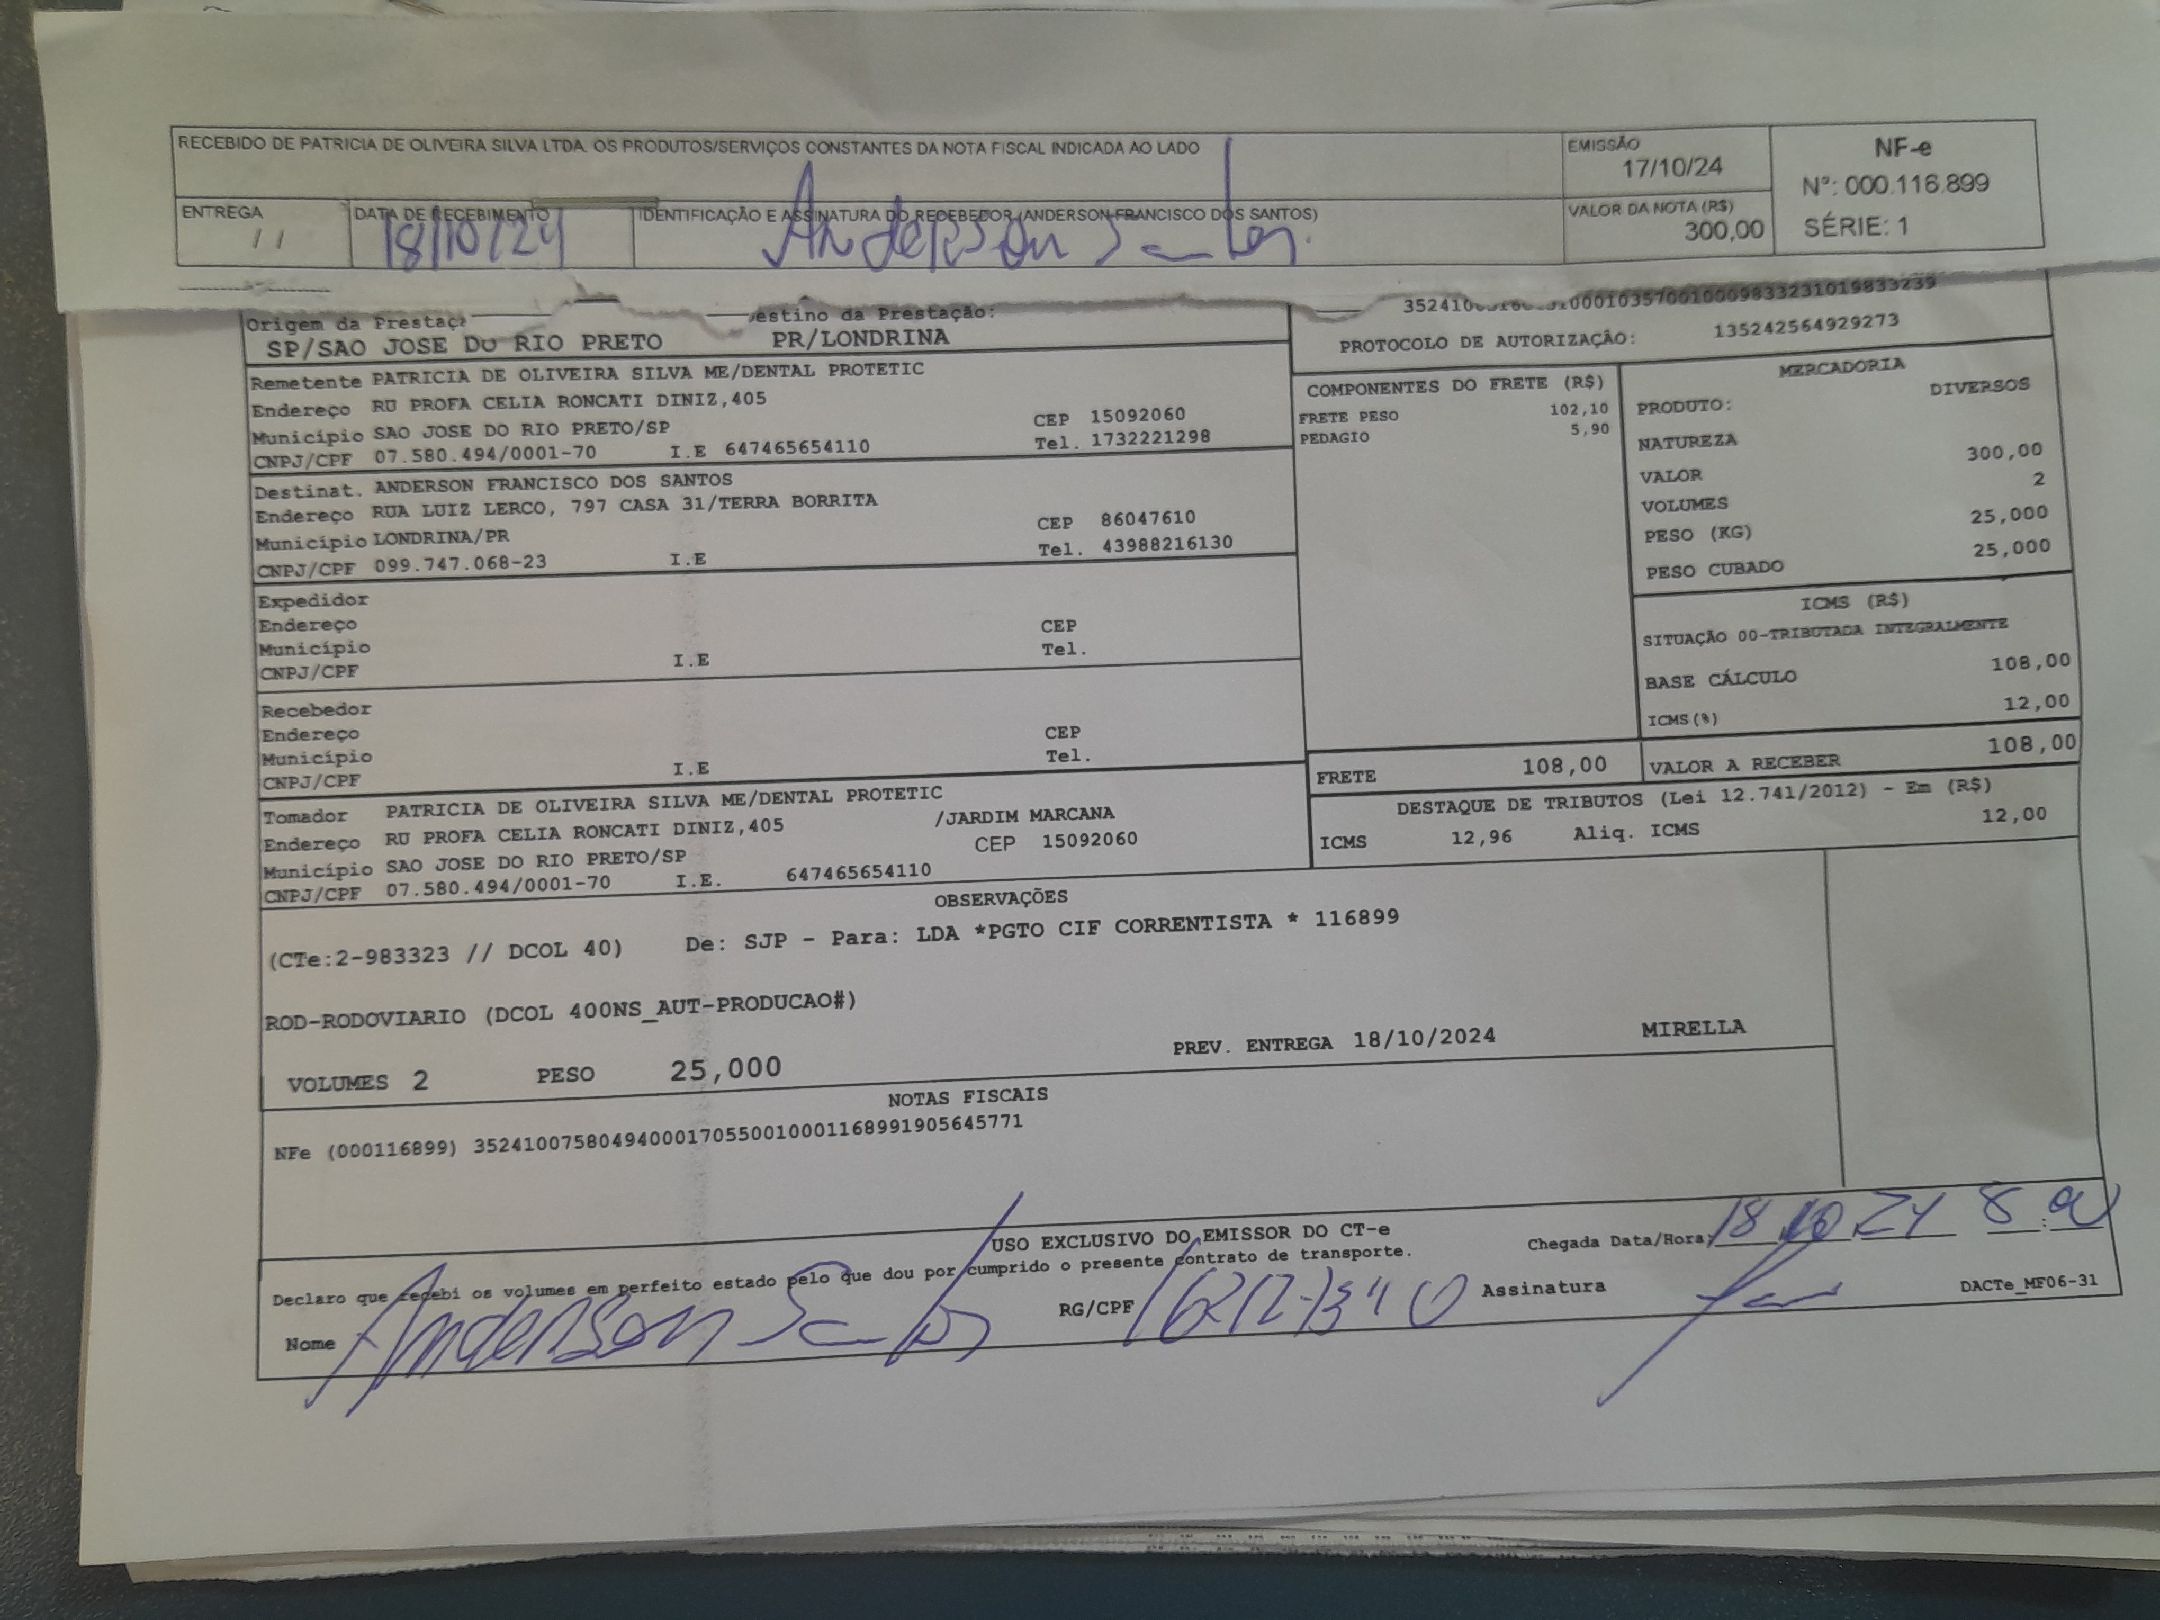 RECEBIDO DE PATRICIA DE OLIVEIRA SILVA LTDA. OS PRODUTOS/SERVIÇOS CONSTANTES DA NOTA FISCAL INDICADA AO LADO
EMISSÃO
17/10/24
NF-e
Nº: 000.116.899
SÉRIE: 1
ENTREGA
/ /
DATA DE RECEBIMENTO
18/10/24
IDENTIFICAÇÃO E ASSINATURA DO RECEBEDOR (ANDERSON FRANCISCO DOS SANTOS)
Anderson Santos
VALOR DA NOTA (R$)
300,00
Origem da Prestaçã
SP/SAO JOSE DO RIO PRETO
estino da Prestação:
PR/LONDRINA
PROTOCOLO DE AUTORIZAÇÃO: 135242564929273
Remetente PATRICIA DE OLIVEIRA SILVA ME/DENTAL PROTETIC
Endereço RU PROFA CELIA RONCATI DINIZ,405
Município SAO JOSE DO RIO PRETO/SP CEP 15092060
CNPJ/CPF 07.580.494/0001-70 I.E 647465654110 Tel. 1732221298
Destinat. ANDERSON FRANCISCO DOS SANTOS
Endereço RUA LUIZ LERCO, 797 CASA 31/TERRA BORRITA
Município LONDRINA/PR CEP 86047610
CNPJ/CPF 099.747.068-23 I.E Tel. 43988216130
Expedidor
Endereço
Município CEP
CNPJ/CPF I.E Tel.
Recebedor
Endereço
Município CEP
CNPJ/CPF I.E Tel.
Tomador PATRICIA DE OLIVEIRA SILVA ME/DENTAL PROTETIC
Endereço RU PROFA CELIA RONCATI DINIZ,405 /JARDIM MARCANA
Município SAO JOSE DO RIO PRETO/SP CEP 15092060
CNPJ/CPF 07.580.494/0001-70 I.E. 647465654110
COMPONENTES DO FRETE (R$)
FRETE PESO 102,10
PEDAGIO 5,90
MERCADORIA
PRODUTO: DIVERSOS
NATUREZA
VALOR 300,00
VOLUMES 2
PESO (KG) 25,000
PESO CUBADO 25,000
ICMS (R$)
SITUAÇÃO 00-TRIBUTADA INTEGRALMENTE
BASE CÁLCULO 108,00
ICMS(%) 12,00
FRETE 108,00
VALOR A RECEBER 108,00
DESTAQUE DE TRIBUTOS (Lei 12.741/2012) - Em (R$)
ICMS 12,96 Aliq. ICMS 12,00
OBSERVAÇÕES
(CTe:2-983323 // DCOL 40) De: SJP - Para: LDA *PGTO CIF CORRENTISTA * 116899
ROD-RODOVIARIO (DCOL 400NS_AUT-PRODUCAO#)
VOLUMES 2 PESO 25,000 PREV. ENTREGA 18/10/2024 MIRELLA
NOTAS FISCAIS
NFe (000116899) 35241007580494000170550010001168991905645771
USO EXCLUSIVO DO EMISSOR DO CT-e
Declaro que recebi os volumes em perfeito estado pelo que dou por cumprido o presente contrato de transporte.
Chegada Data/Hora 18 10 24 8
Nome Anderson Santos RG/CPF Assinatura
DACTe_MF06-31